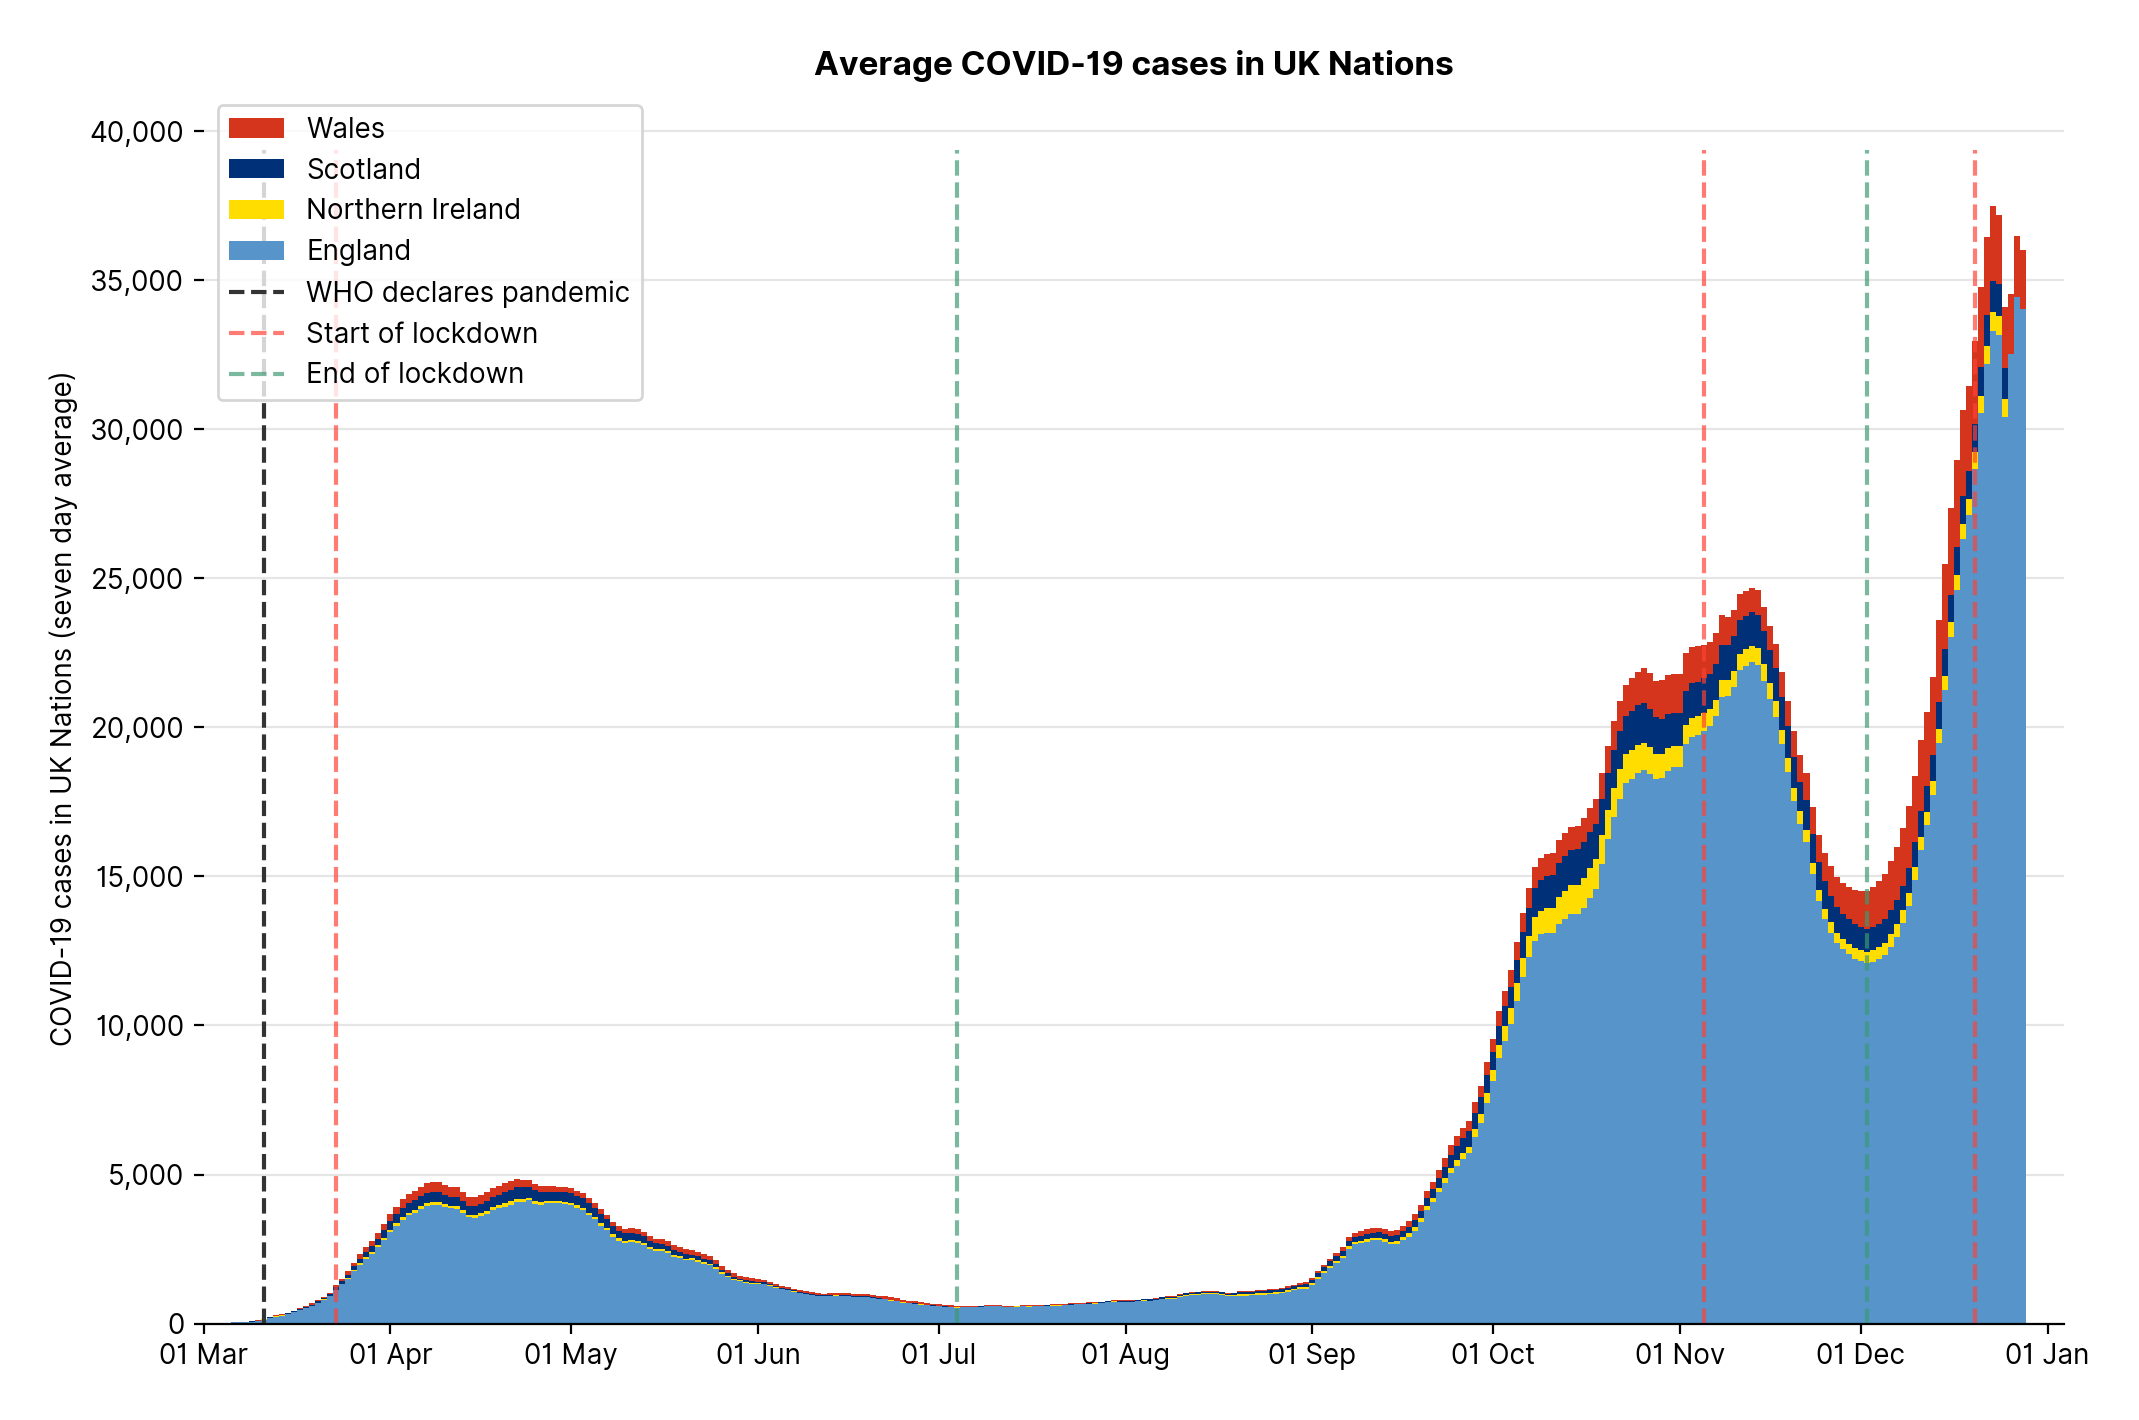 Average COVID-19 cases in UK Nations
Wales
Scotland
Northern Ireland
England
WHO declares pandemic
Start of lockdown
End of lockdown
COVID-19 cases in UK Nations (seven day average)
40,000
35,000
30,000
25,000
20,000
15,000
10,000
5,000
0
01 Mar
01 Apr
01 May
01 Jun
01 Jul
01 Aug
01 Sep
01 Oct
01 Nov
01 Dec
01 Jan